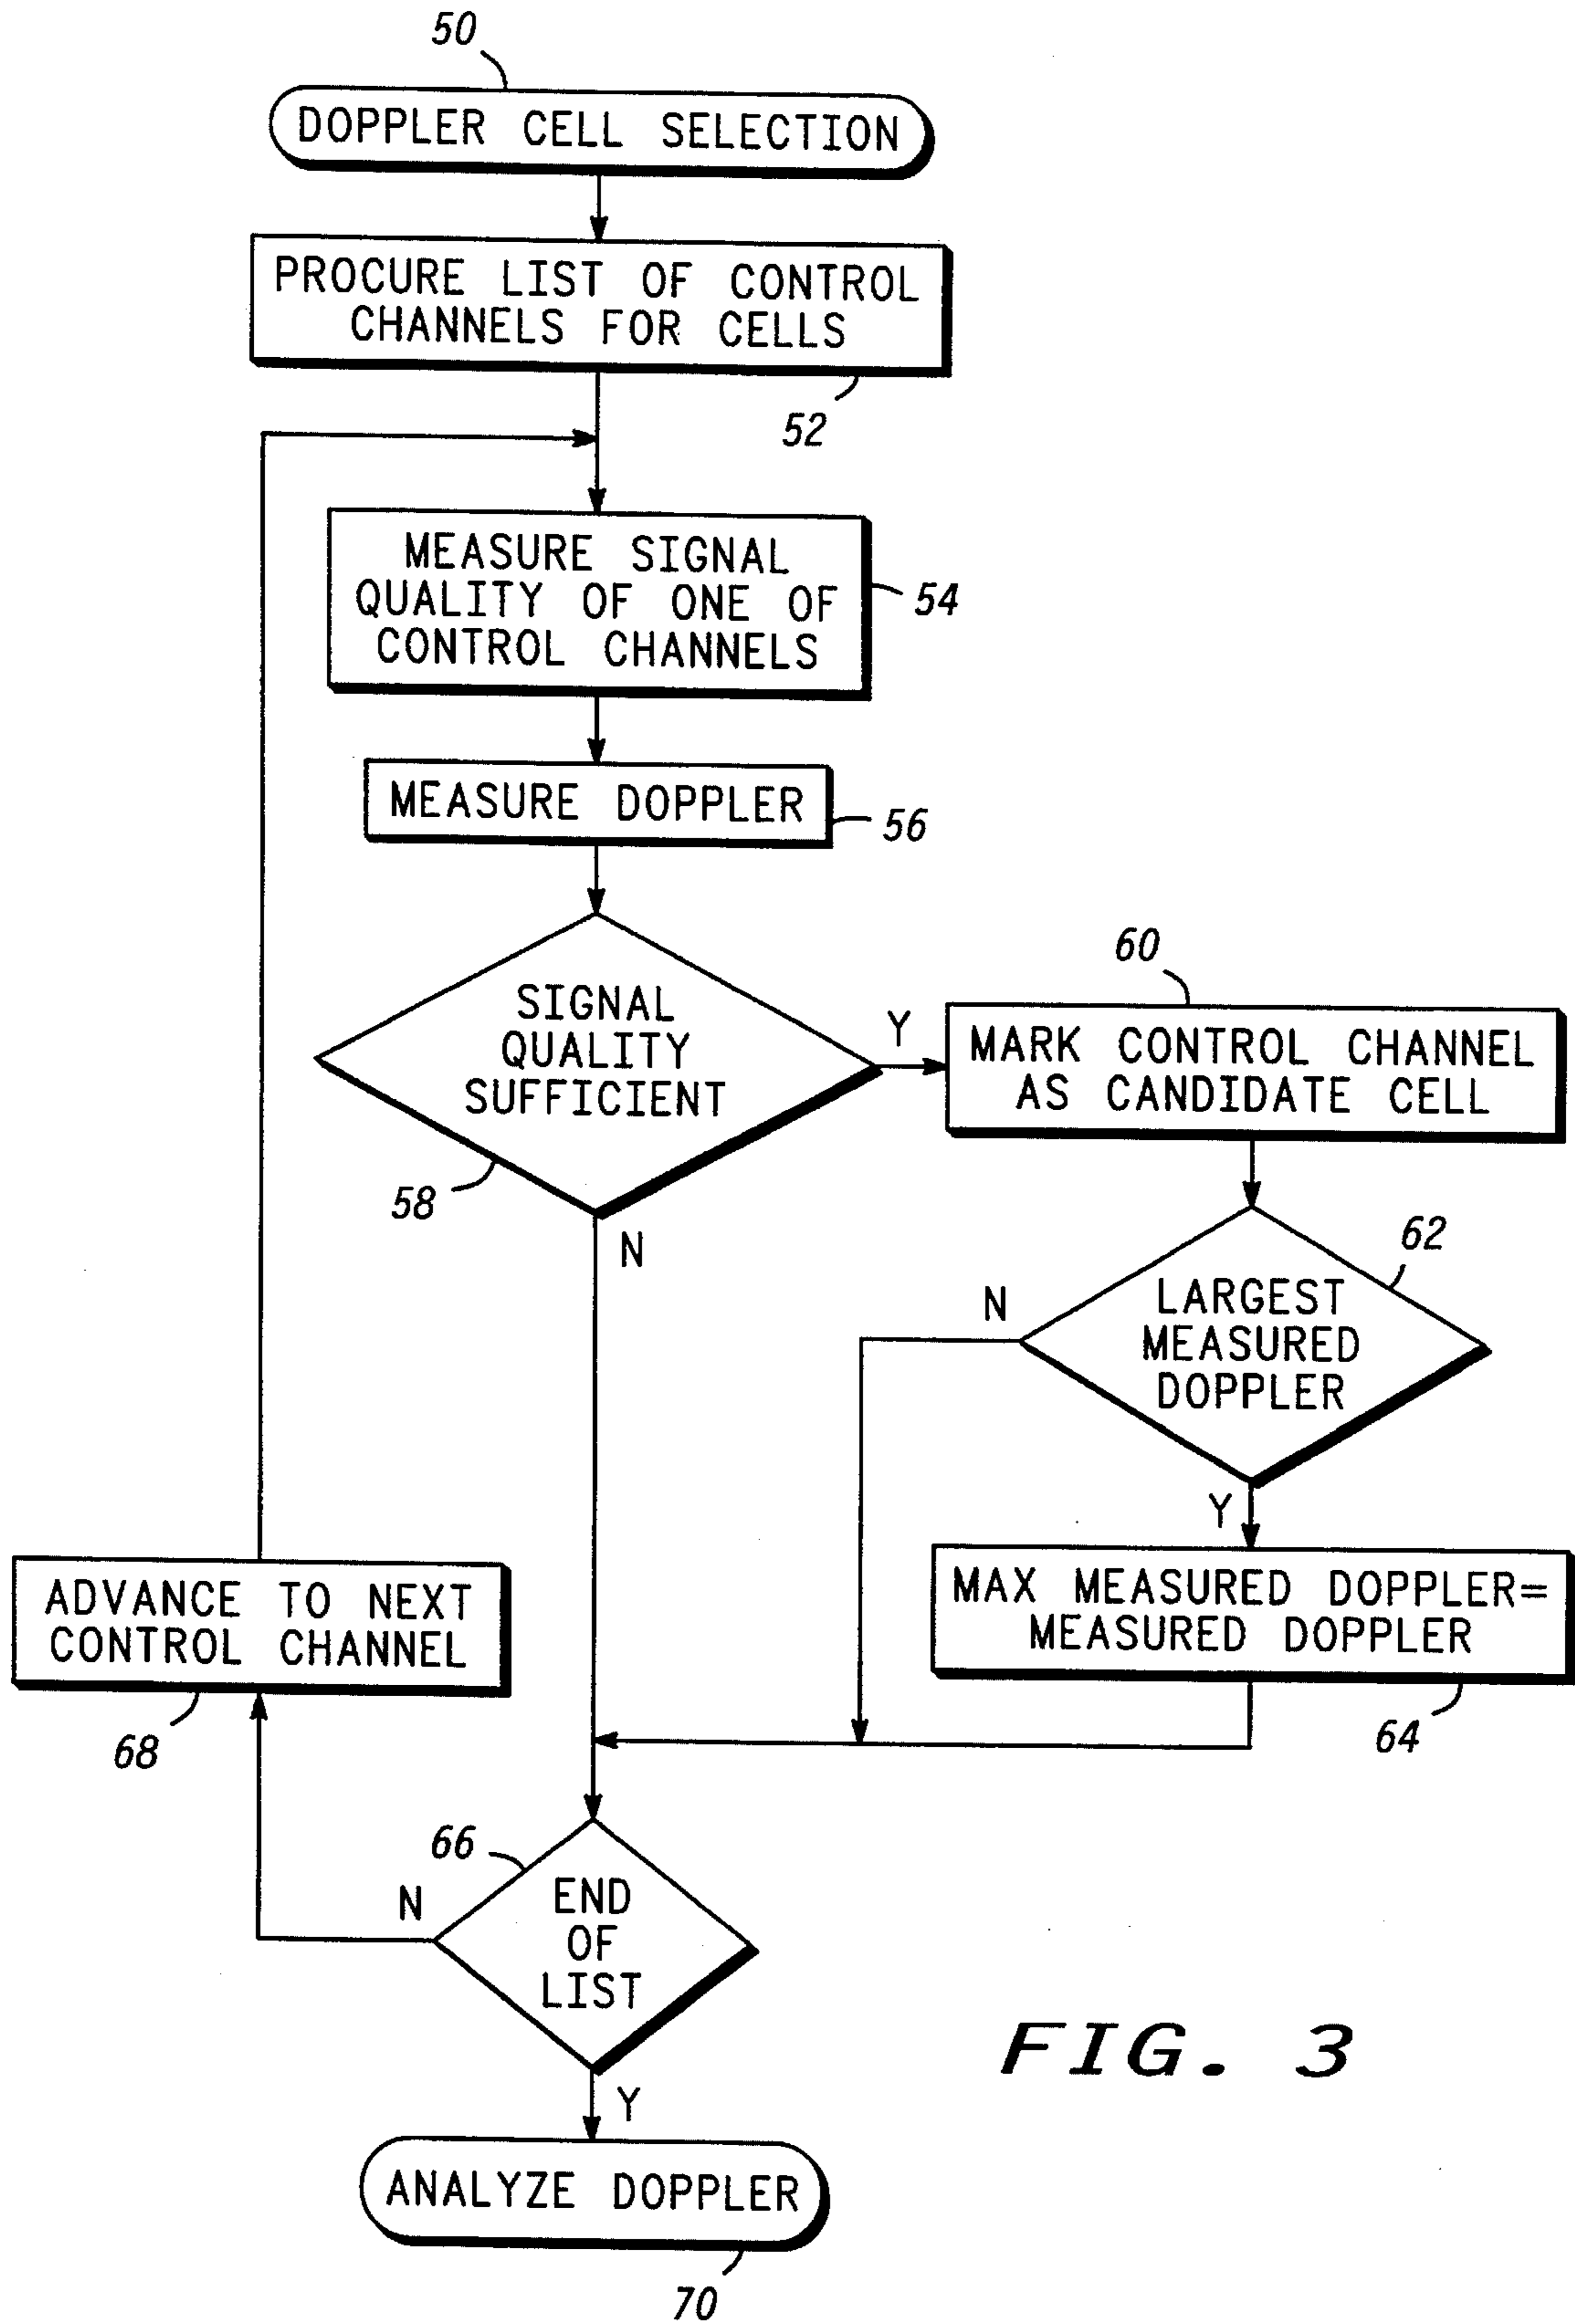 50
DOPPLER CELL SELECTION
PROCURE LIST OF CONTROL
CHANNELS FOR CELLS
52
MEASURE SIGNAL
QUALITY OF ONE OF
CONTROL CHANNELS
54
MEASURE DOPPLER
56
SIGNAL
QUALITY
SUFFICIENT
58
Y
N
60
MARK CONTROL CHANNEL
AS CANDIDATE CELL
62
LARGEST
MEASURED
DOPPLER
N
Y
MAX MEASURED DOPPLER=
MEASURED DOPPLER
64
ADVANCE TO NEXT
CONTROL CHANNEL
68
66
END
OF
LIST
N
Y
ANALYZE DOPPLER
70
FIG. 3